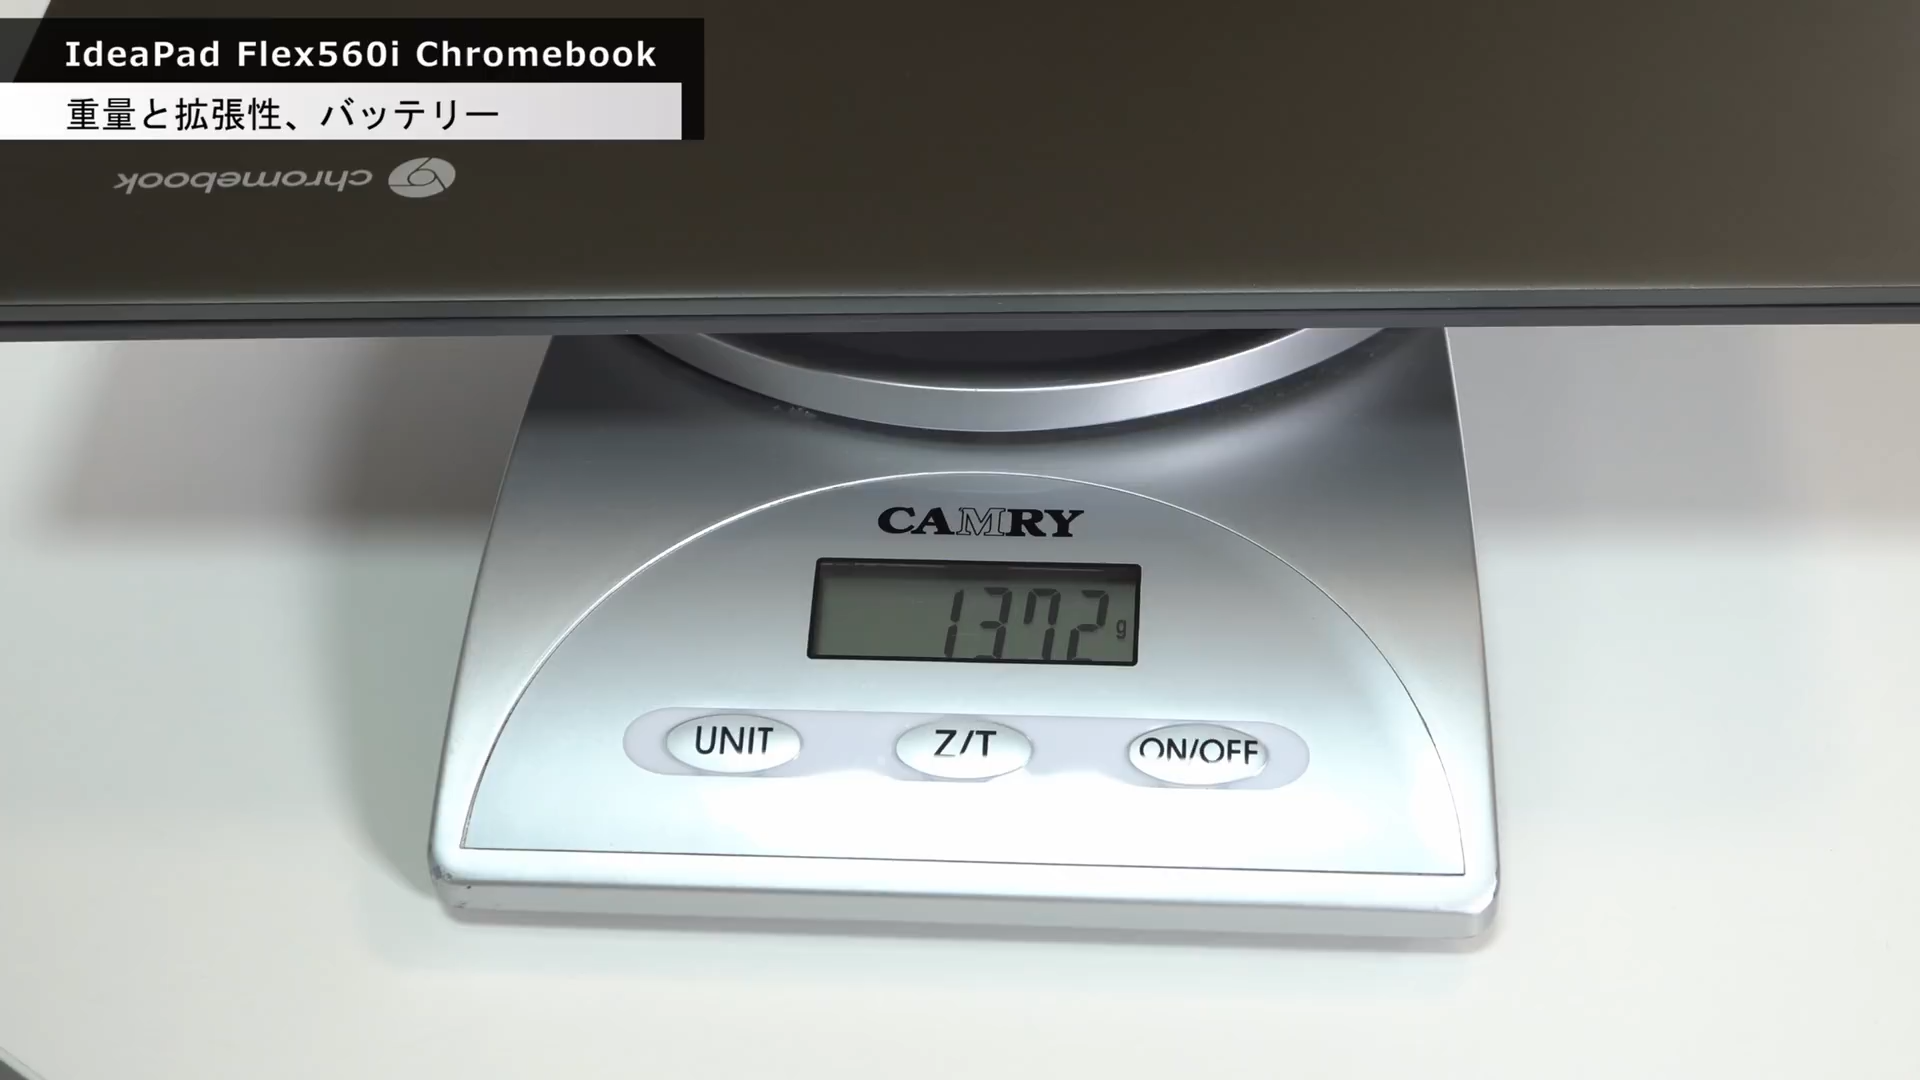 IdeaPad Flex560i Chromebook
重量と拡張性、バッテリー
chromebook
CAMRY
1372 g
UNIT
Z/T
ON/OFF